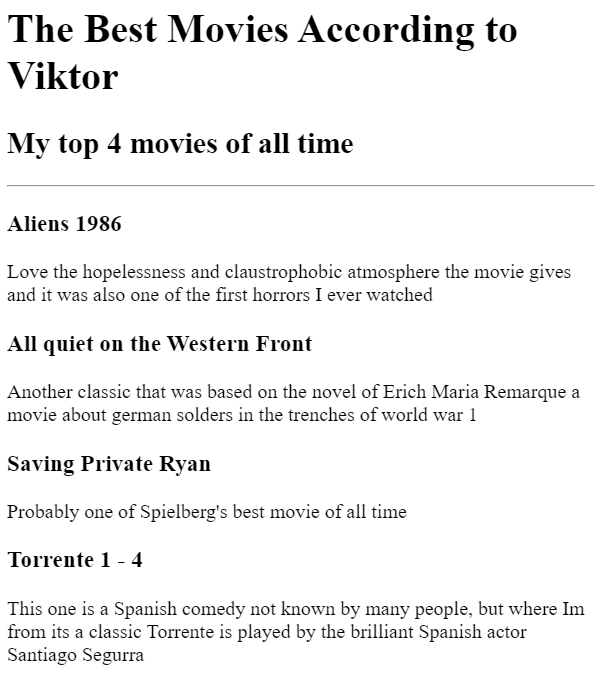 The Best Movies According to
Viktor
My top 4 movies of all time
Aliens 1986
Love the hopelessness and claustrophobic atmosphere the movie gives
and it was also one of the first horrors I ever watched
All quiet on the Western Front
Another classic that was based on the novel of Erich Maria Remarque a
movie about german solders in the trenches of world war 1
Saving Private Ryan
Probably one of Spielberg's best movie of all time
Torrente 1 - 4
This one is a Spanish comedy not known by many people, but where Im
from its a classic Torrente is played by the brilliant Spanish actor
Santiago Segurra